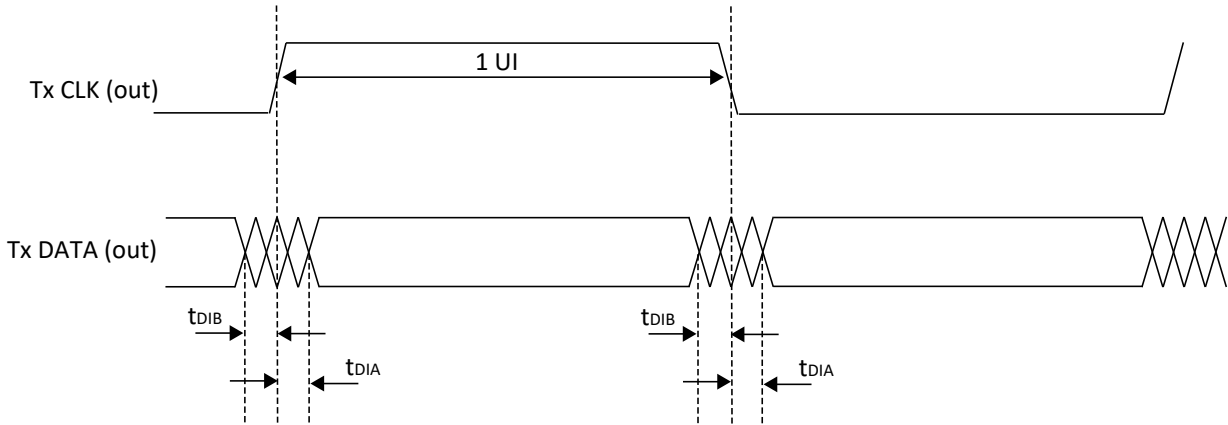 1 UI
Tx CLK (out)
Tx DATA (out)
tDIB
tDIB
tDIA
tDIA